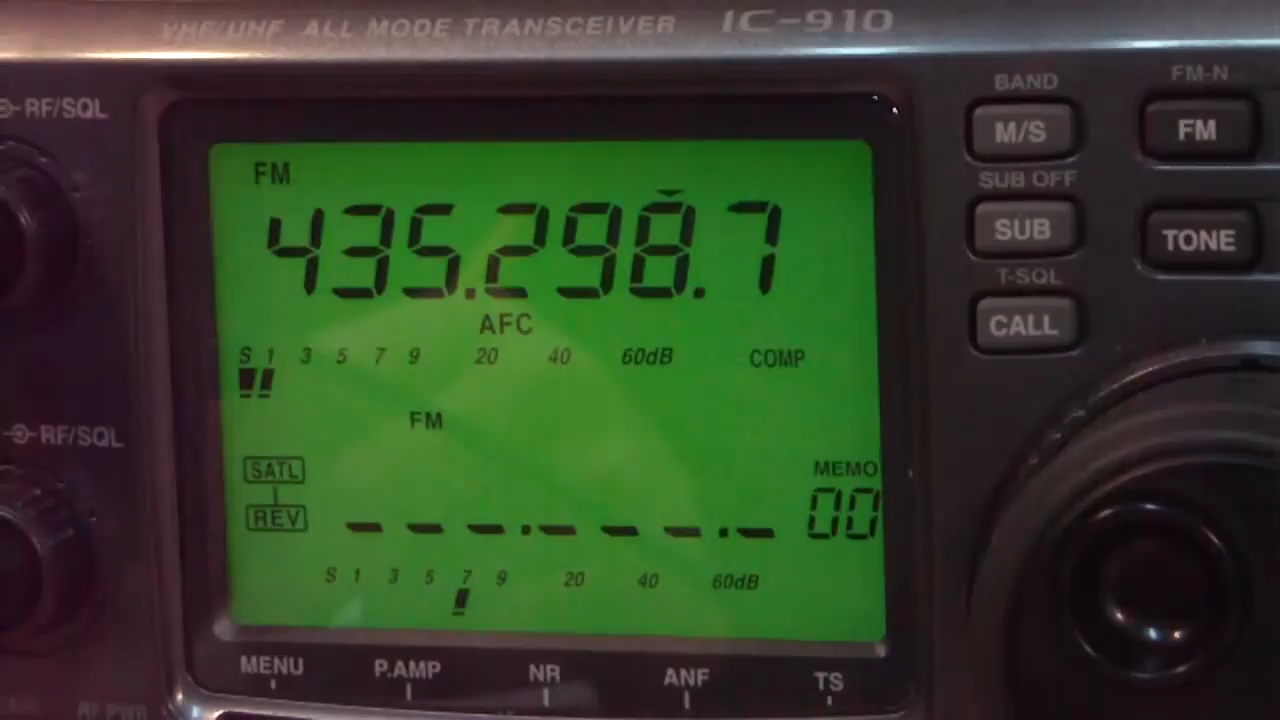 VHF/UHF ALL MODE TRANSCEIVER IC-910
RF/SQL
BAND
FM-N
M/S
FM
SUB OFF
SUB
TONE
T-SQL
CALL
FM
435.298.7
AFC
S 1 3 5 7 9 20 40 60dB COMP
FM
RF/SQL
SATL
MEMO
REV
---.---.- 00
S 1 3 5 7 9 20 40 60dB
MENU P.AMP NR ANF TS
RF PWR